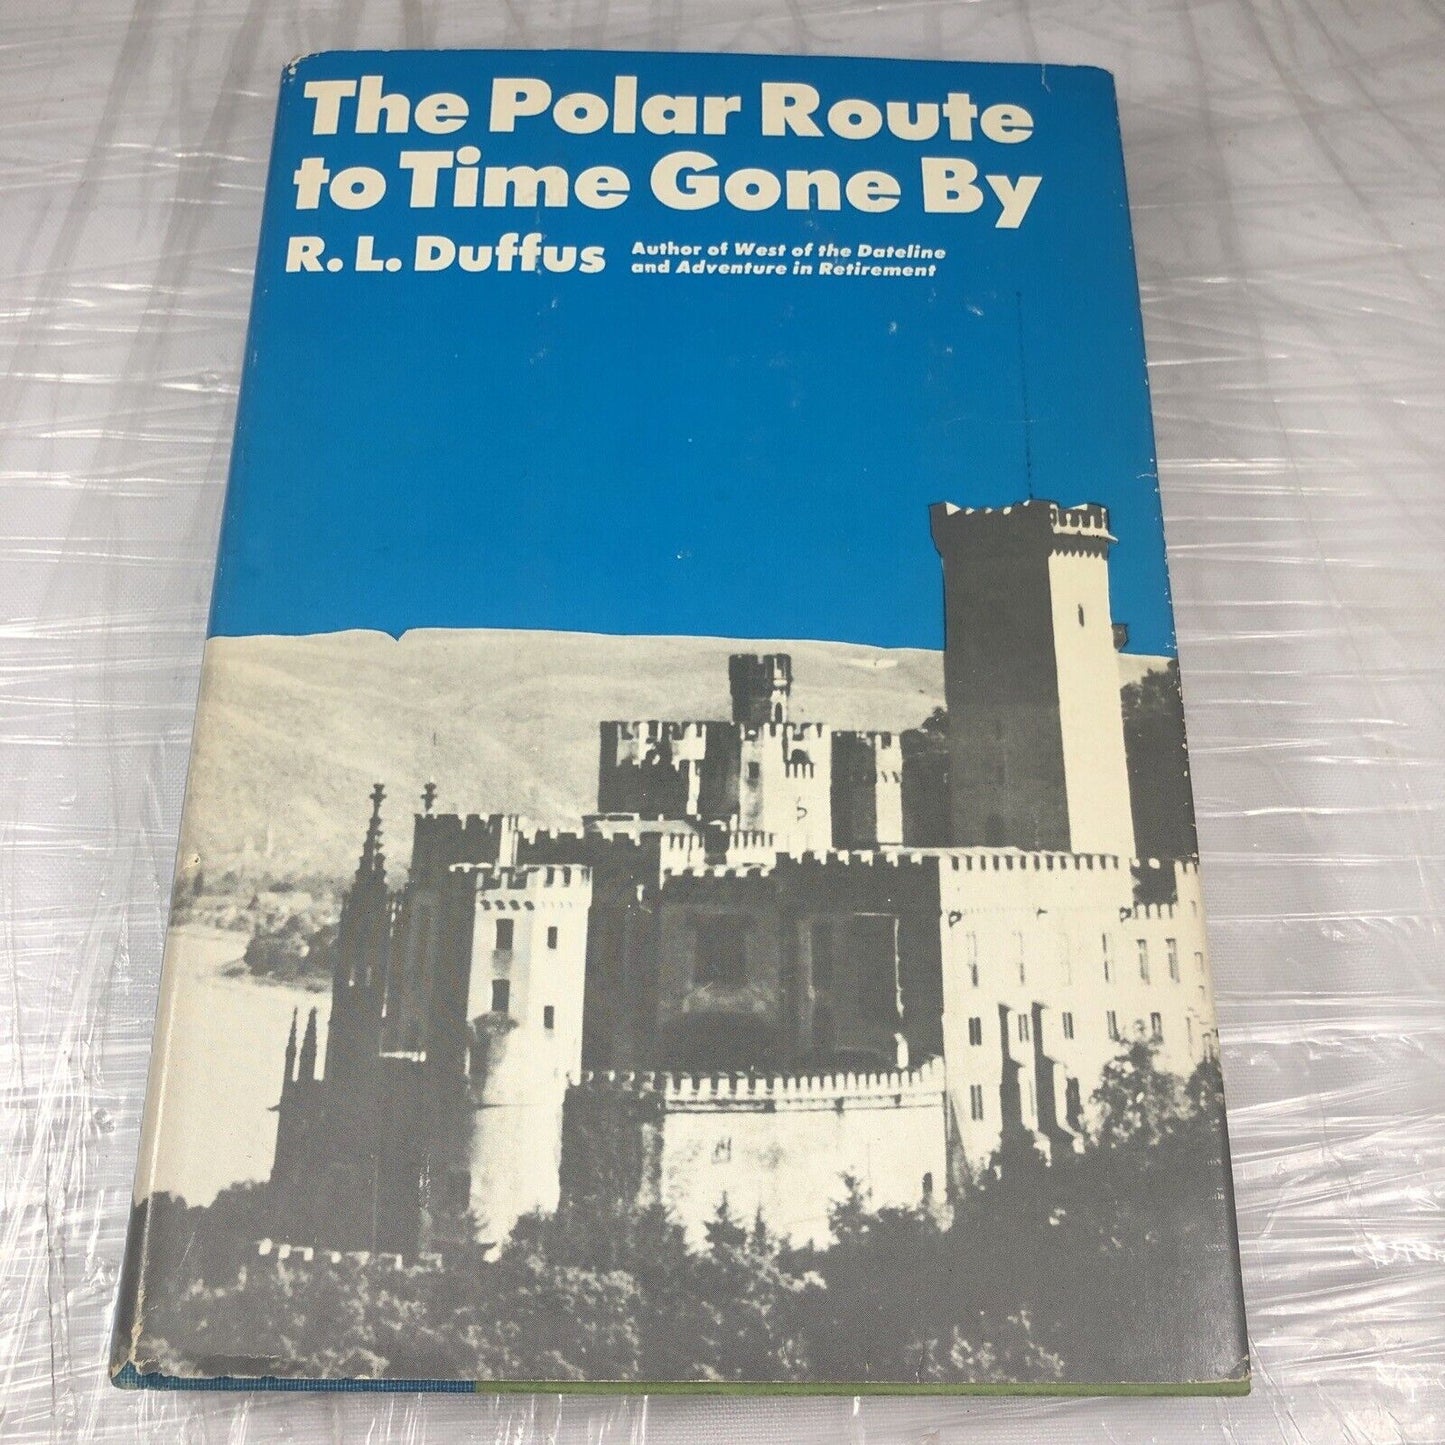 The Polar Route
to Time Gone By
R. L. Duffus
Author of West of the Dateline
and Adventure in Retirement